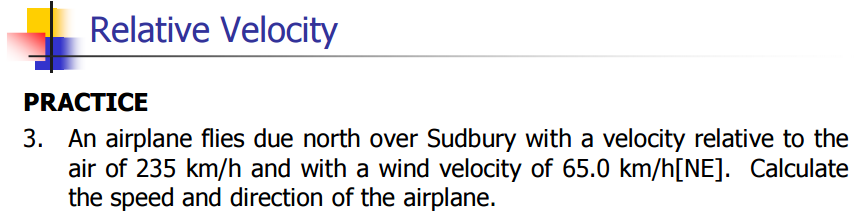 Relative Velocity
PRACTICE
3. An airplane flies due north over Sudbury with a velocity relative to the
air of 235 km/h and with a wind velocity of 65.0 km/h[NE]. Calculate
the speed and direction of the airplane.